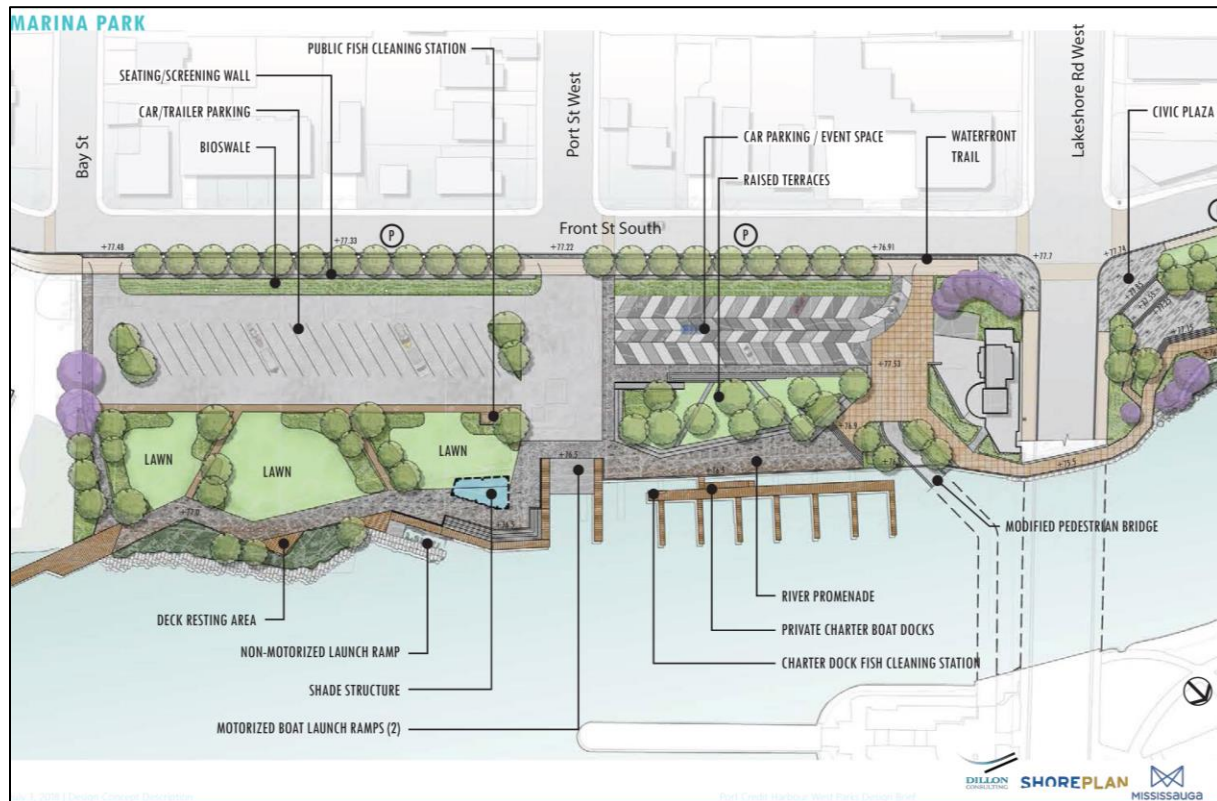 MARINA PARK
PUBLIC FISH CLEANING STATION
SEATING/SCREENING WALL
CAR/TRAILER PARKING
BIOSWALE
Bay St
Port St West
CAR PARKING / EVENT SPACE
RAISED TERRACES
WATERFRONT
TRAIL
Lakeshore Rd West
CIVIC PLAZA
Front St South
P
P
+77.48
+77.33
+77.22
+76.91
+77.7
+77.53
LAWN
LAWN
LAWN
+76.5
MODIFIED PEDESTRIAN BRIDGE
DECK RESTING AREA
NON-MOTORIZED LAUNCH RAMP
SHADE STRUCTURE
MOTORIZED BOAT LAUNCH RAMPS (2)
RIVER PROMENADE
PRIVATE CHARTER BOAT DOCKS
CHARTER DOCK FISH CLEANING STATION
DILLON
CONSULTING
SHOREPLAN
MISSISSAUGA
Port Credit Harbour West Parks Design Brief